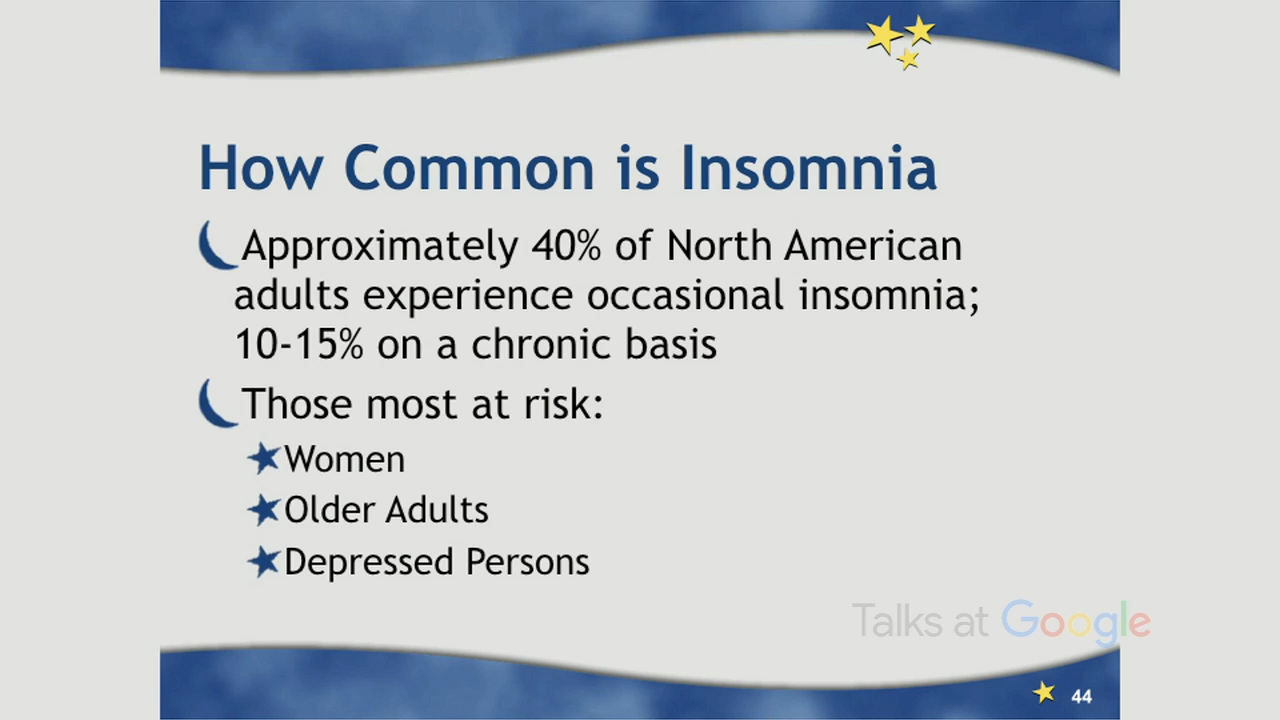 How Common is Insomnia
Approximately 40% of North American
adults experience occasional insomnia;
10-15% on a chronic basis
Those most at risk:
Women
Older Adults
Depressed Persons
Talks at Google
44